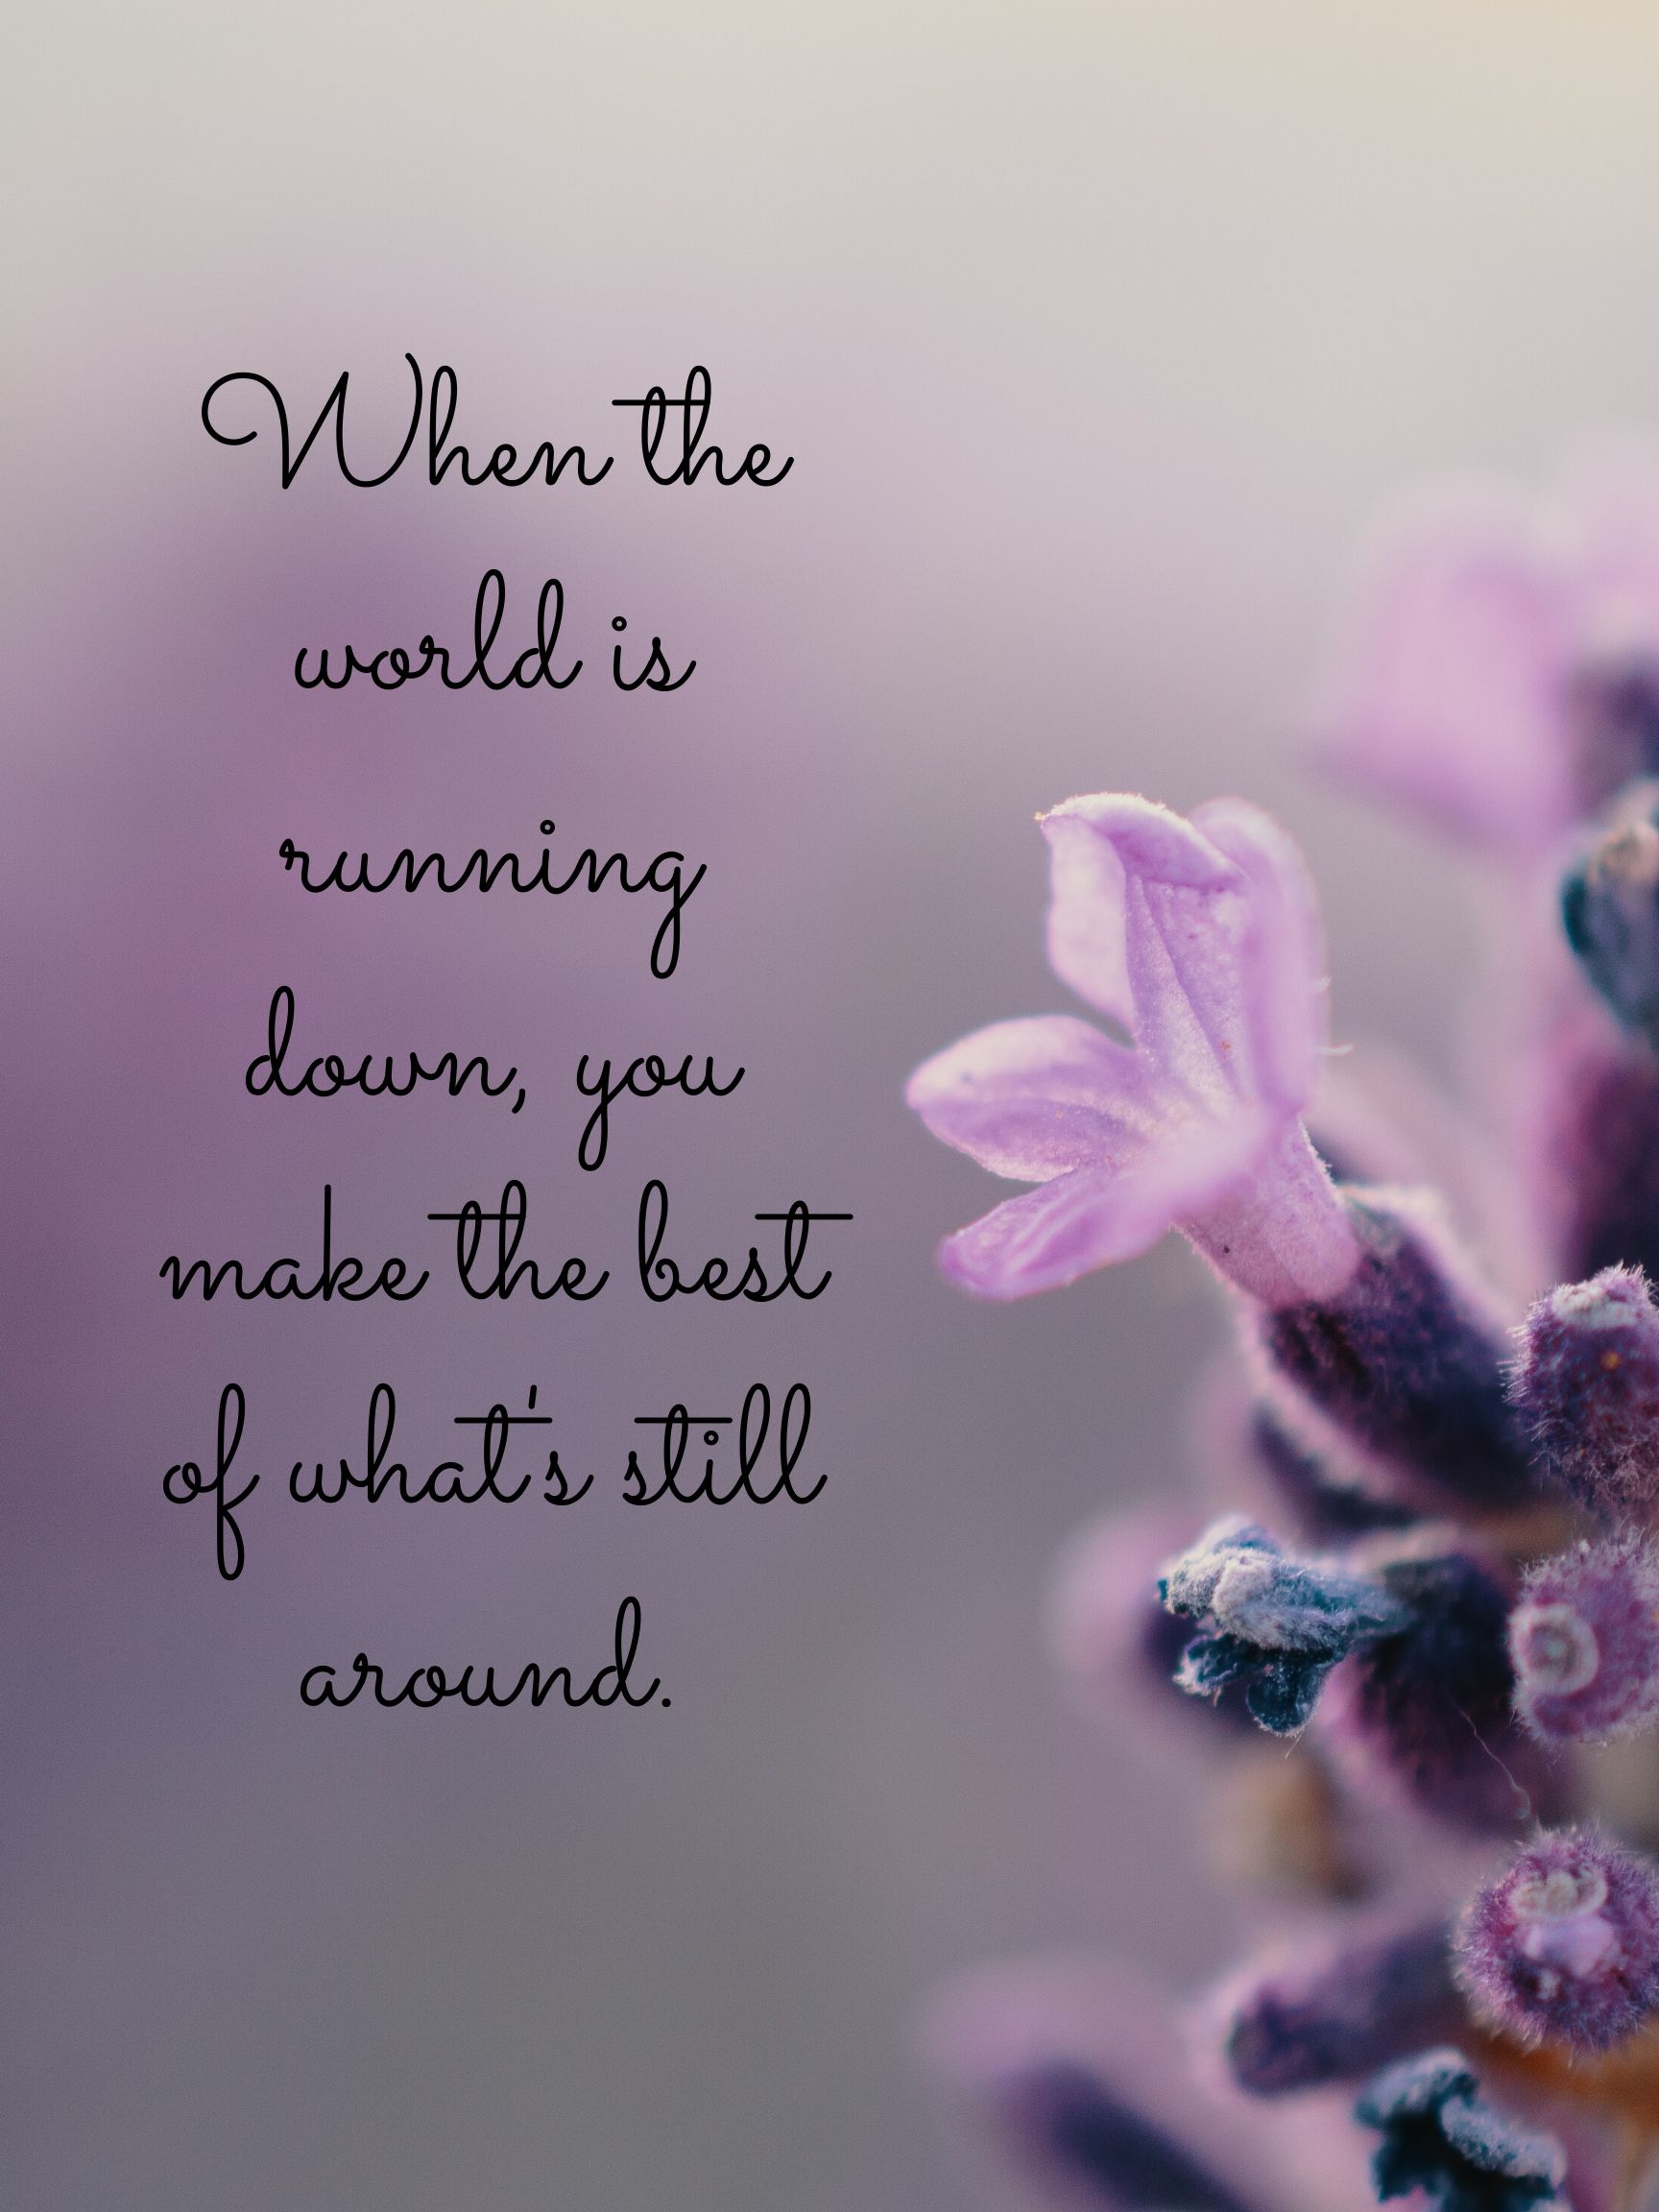 When the
world is
running
down, you
make the best
of what's still
around.